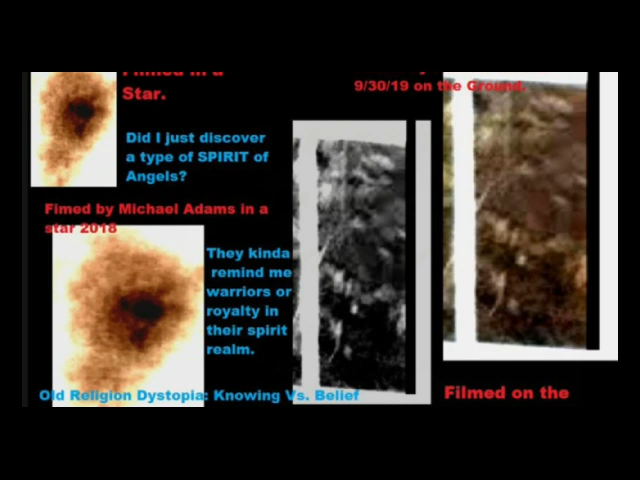 Filmed in a
Star.
9/30/19 on the Ground.
Did I just discover
a type of SPIRIT of
Angels?
Fimed by Michael Adams in a
star 2018
They kinda
remind me
warriors or
royalty in
their spirit
realm.
Old Religion Dystopia: Knowing Vs. Belief
Filmed on the